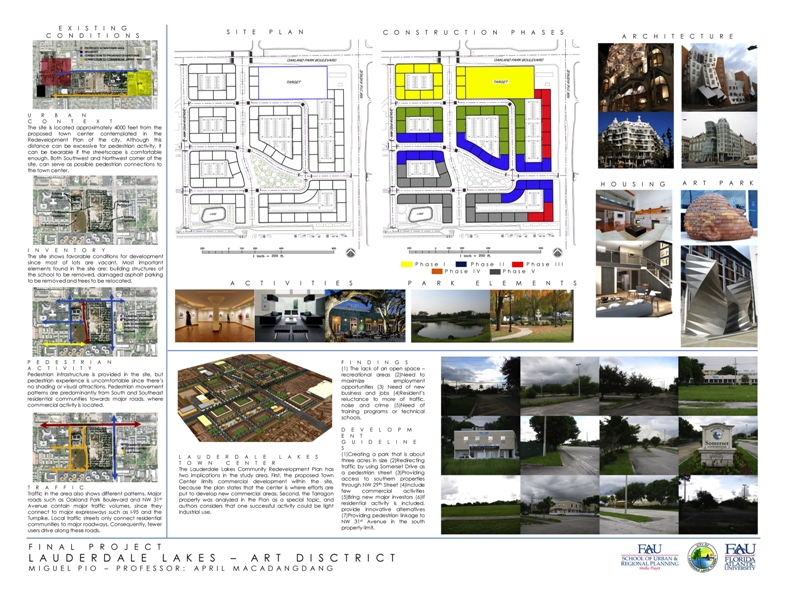 EXISTING
CONDITIONS
URBAN
CONTEXT
The site is located approximately 4000 feet from the
proposed town center contemplated in the
Redevelopment Plan of the city. Although this
distance can be excessive for pedestrian activity, it
can be bearable if the streetscape is comfortable
enough. Both Southwest and Northwest corner of the
site, can serve as possible pedestrian connections to
the town center.
INVENTORY
The site shows favorable conditions for development
since most of lots are vacant. Most important
elements found in the site are: building structures of
the school to be removed, damaged asphalt parking
to be removed and trees to be relocated.
PEDESTRIAN
ACTIVITY
Pedestrian infrastructure is provided in the site, but
pedestrian experience is uncomfortable since there's
no shading or visual attractions. Pedestrian movement
patterns are predominantly from South and Southeast
residential communities towards major roads, where
commercial activity is located.
TRAFFIC
Traffic in the area also shows different patterns. Major
roads such as Oakland Park Boulevard and NW 31st
Avenue contain major traffic volumes, since they
connect to major expressways such as I-95 and the
Turnpike. Local traffic streets only connect residential
communities to major roadways. Consequently, fewer
users drive along these roads.
SITE PLAN
OAKLAND PARK BOULEVARD
TARGET
LAKE
1 inch = 200 ft.
CONSTRUCTION PHASES
OAKLAND PARK BOULEVARD
TARGET
LAKE
1 inch = 200 ft.
Phase I Phase II Phase III
Phase IV Phase V
ACTIVITIES
PARK ELEMENTS
ARCHITECTURE
HOUSING
ART PARK
LAUDERDALE LAKES
TOWN CENTER
The Lauderdale Lakes Community Redevelopment Plan has
two implications in the study area. First, the proposed Town
Center limits commercial development within the site,
because the plan states that the center is where efforts are
put to develop new commercial areas. Second, the Tarragon
property was analyzed in the Plan as a special topic, and
authors considers that one successful activity could be light
industrial use.
FINDINGS
(1) The lack of an open space –
recreational areas (2)Need to
maximize employment
opportunities (3) Need of new
business and jobs (4)Resident's
reluctance to more of traffic,
noise and crime (5)Need of
training programs or technical
schools.
DEVELOPM
ENT
GUIDELINE
S
(1)Creating a park that is about
three acres in size (2)Redirecting
traffic by using Somerset Drive as
a pedestrian street (3)Providing
access to southern properties
through NW 29th Street (4)Include
few commercial activities
(5)Bring new major investors (6)If
residential activity is included,
provide innovative alternatives
(7)Providing pedestrian linkage to
NW 31st Avenue in the south
property limit.
Somerset
FINAL PROJECT
LAUDERDALE LAKES – ART DISCTRICT
MIGUEL PIO – PROFESSOR: APRIL MACADANGDANG
FAU
SCHOOL OF URBAN &
REGIONAL PLANNING
FAU
FLORIDA
ATLANTIC
UNIVERSITY